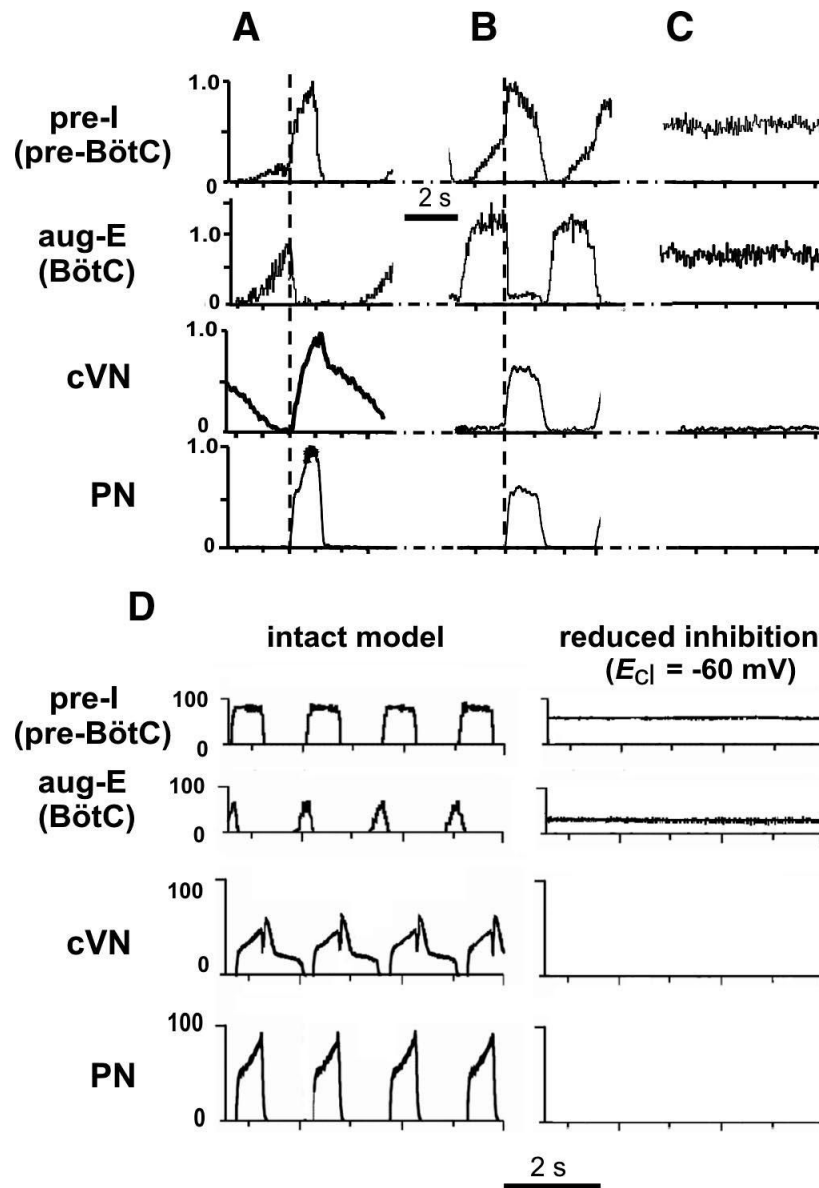 A B C
pre-I
(pre-BötC)
1.0
0
2 s
aug-E
(BötC)
1.0
0
cVN
1.0
0
PN
1.0
0
D
intact model
reduced inhibition
(ECl = -60 mV)
pre-I
(pre-BötC)
100
0
aug-E
(BötC)
100
0
cVN
100
0
PN
100
0
2 s